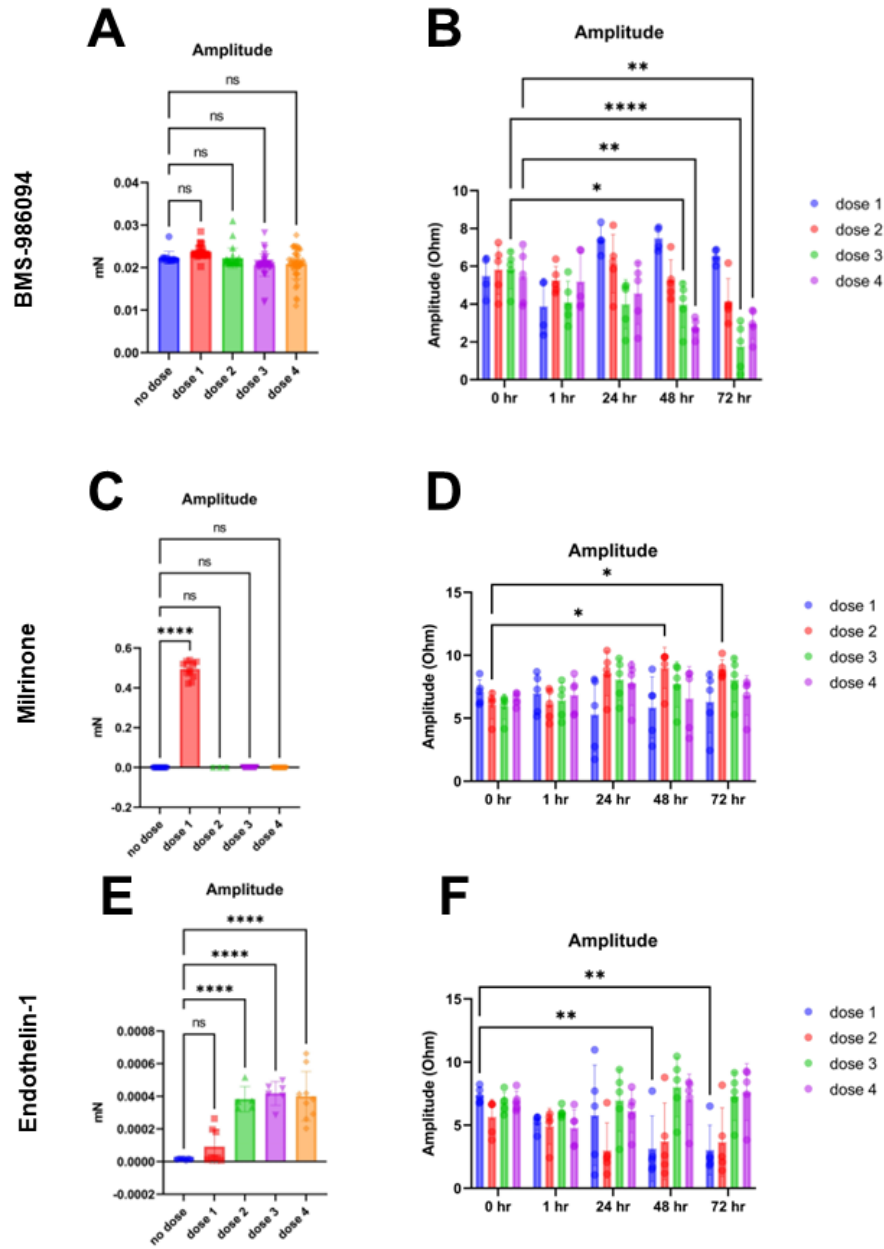 A
Amplitude
ns
ns
ns
ns
0.04
0.03
0.02
0.01
0.00
mN
no dose
dose 1
dose 2
dose 3
dose 4
BMS-986094
B
Amplitude
**
****
**
*
10
8
6
4
2
0
Amplitude (Ohm)
0 hr
1 hr
24 hr
48 hr
72 hr
dose 1
dose 2
dose 3
dose 4
C
Amplitude
ns
ns
ns
****
0.6
0.4
0.2
0.0
-0.2
mN
no dose
dose 1
dose 2
dose 3
dose 4
Milrinone
D
Amplitude
*
*
15
10
5
0
Amplitude (Ohm)
0 hr
1 hr
24 hr
48 hr
72 hr
dose 1
dose 2
dose 3
dose 4
E
Amplitude
****
****
****
ns
0.0008
0.0006
0.0004
0.0002
0.0000
-0.0002
mN
no dose
dose 1
dose 2
dose 3
dose 4
Endothelin-1
F
Amplitude
**
**
15
10
5
0
Amplitude (Ohm)
0 hr
1 hr
24 hr
48 hr
72 hr
dose 1
dose 2
dose 3
dose 4